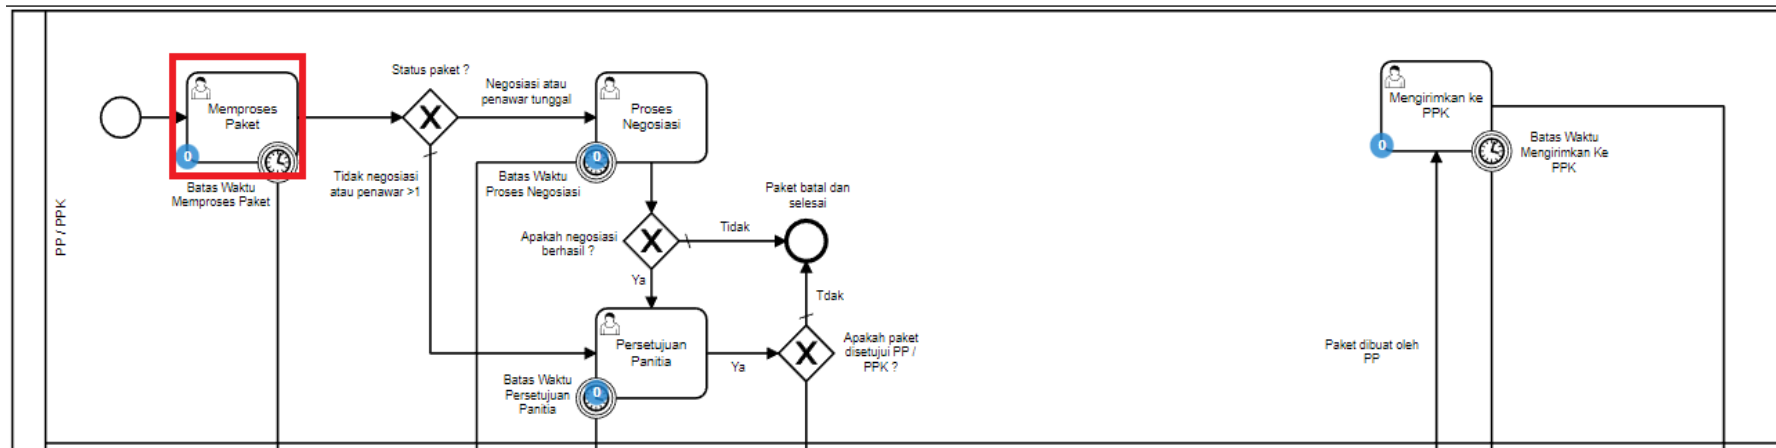 PP / PPK
Memproses
Paket
0
Batas Waktu
Memproses Paket
Status paket ?
Negosiasi atau
penawar tunggal
Tidak negosiasi
atau penawar >1
Proses
Negosiasi
0
Batas Waktu
Proses Negosiasi
Apakah negosiasi
berhasil ?
Tidak
Paket batal dan
selesai
Ya
Persetujuan
Panitia
0
Batas Waktu
Persetujuan
Panitia
Ya
Tdak
Apakah paket
disetujui PP /
PPK ?
Mengirimkan ke
PPK
0
Batas Waktu
Mengirimkan Ke
PPK
Paket dibuat oleh
PP